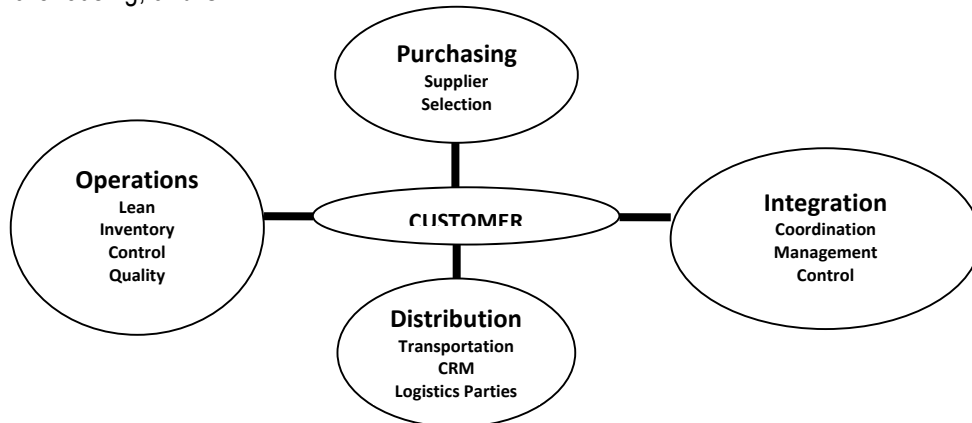 Purchasing
Supplier
Selection
Operations
Lean
Inventory
Control
Quality
CUSTOMER
Integration
Coordination
Management
Control
Distribution
Transportation
CRM
Logistics Parties